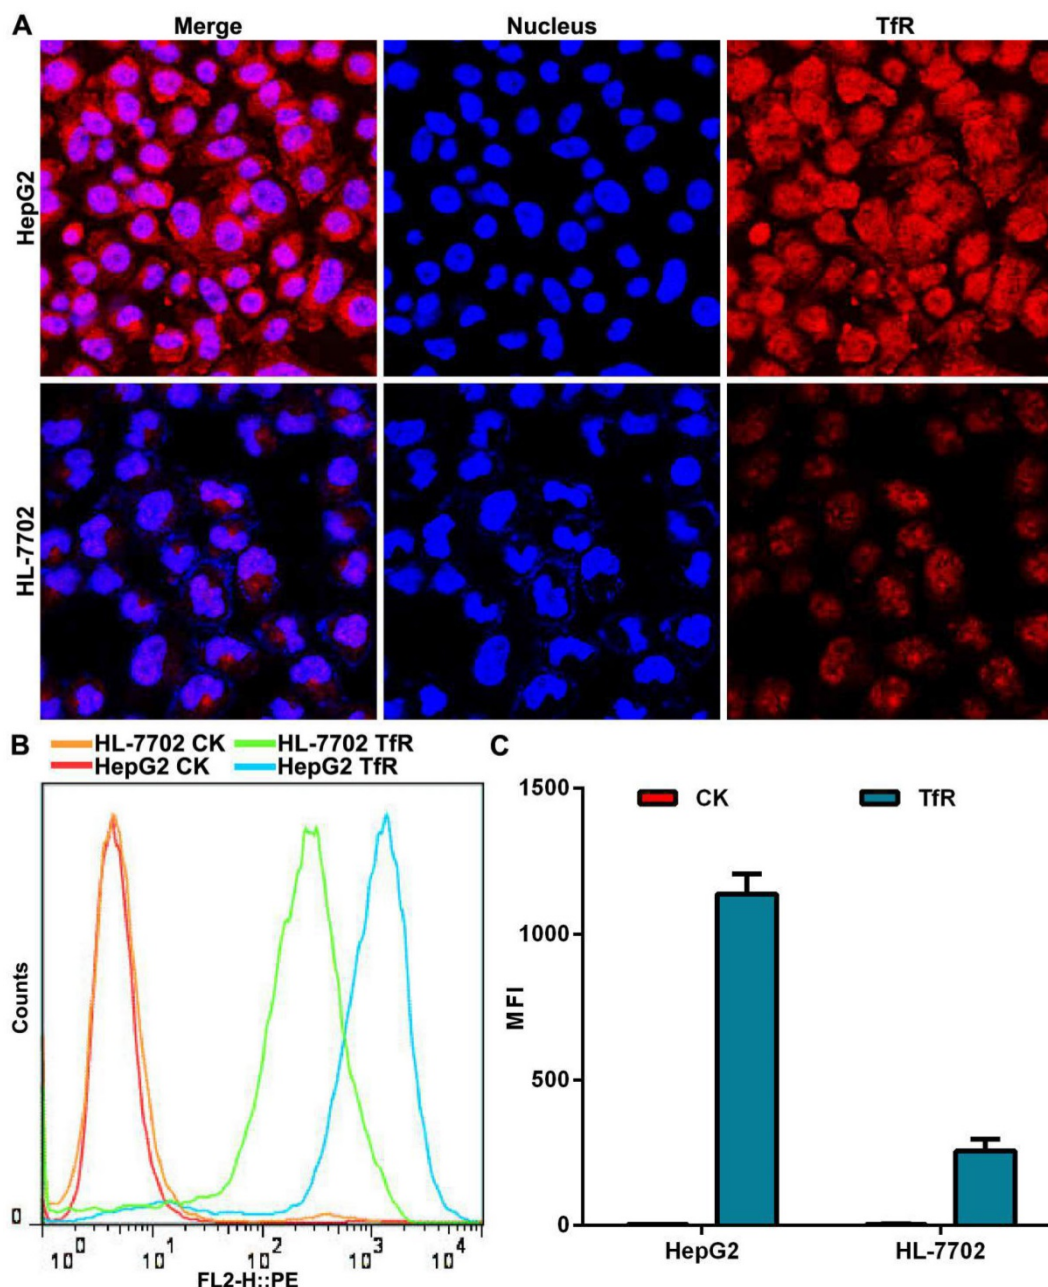 A
Merge
Nucleus
TfR
HepG2
HL-7702
B
HL-7702 CK
HL-7702 TfR
HepG2 CK
HepG2 TfR
Counts
0
10^0
10^1
10^2
10^3
10^4
FL2-H::PE
C
CK
TfR
MFI
1500
1000
500
0
HepG2
HL-7702